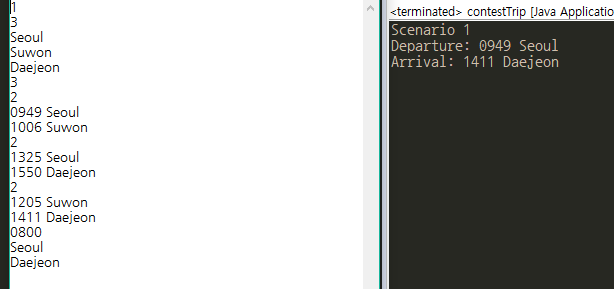 1
3
Seoul
Suwon
Daejeon
3
2
0949 Seoul
1006 Suwon
2
1325 Seoul
1550 Daejeon
2
1205 Suwon
1411 Daejeon
0800
Seoul
Daejeon
<terminated> contestTrip [Java Applicatio
Scenario 1
Departure: 0949 Seoul
Arrival: 1411 Daejeon